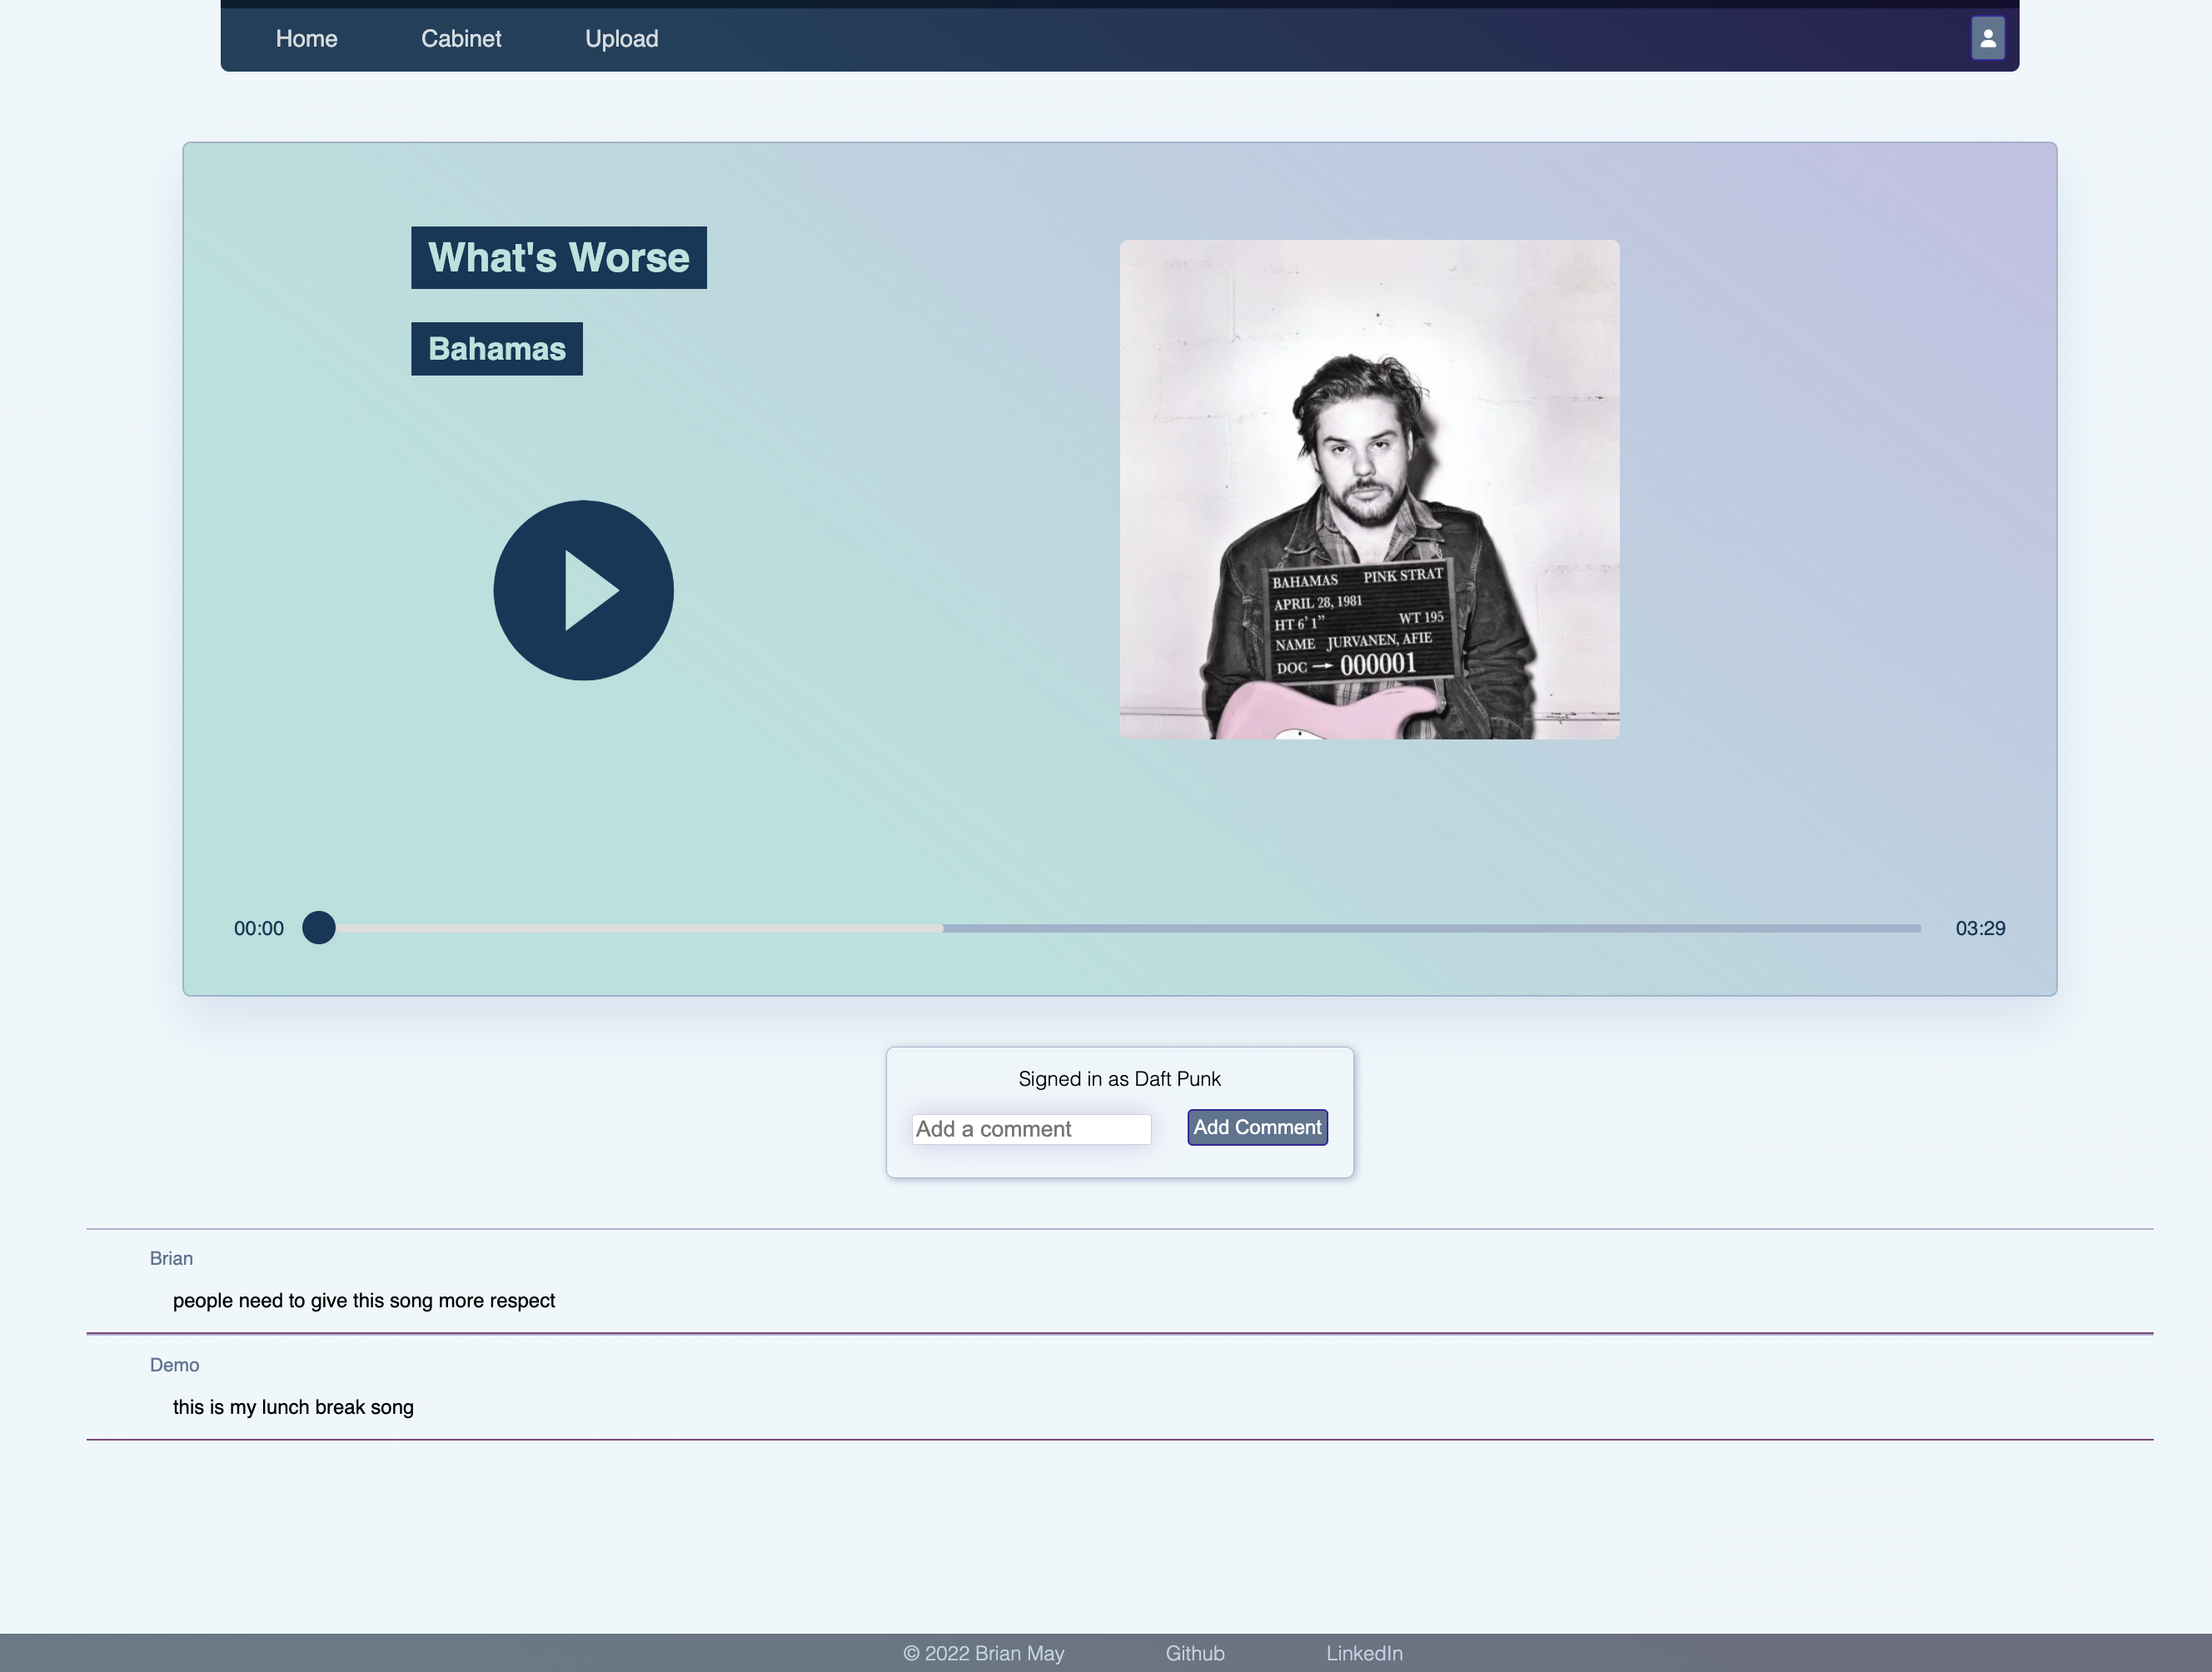 Home Cabinet Upload
What's Worse
Bahamas
BAHAMAS PINK STRAT
APRIL 28, 1981
HT 6' 1" WT 195
NAME JURVANEN, AFIE
DOC → 000001
00:00 03:29
Signed in as Daft Punk
Add a comment Add Comment
Brian
people need to give this song more respect
Demo
this is my lunch break song
© 2022 Brian May Github LinkedIn